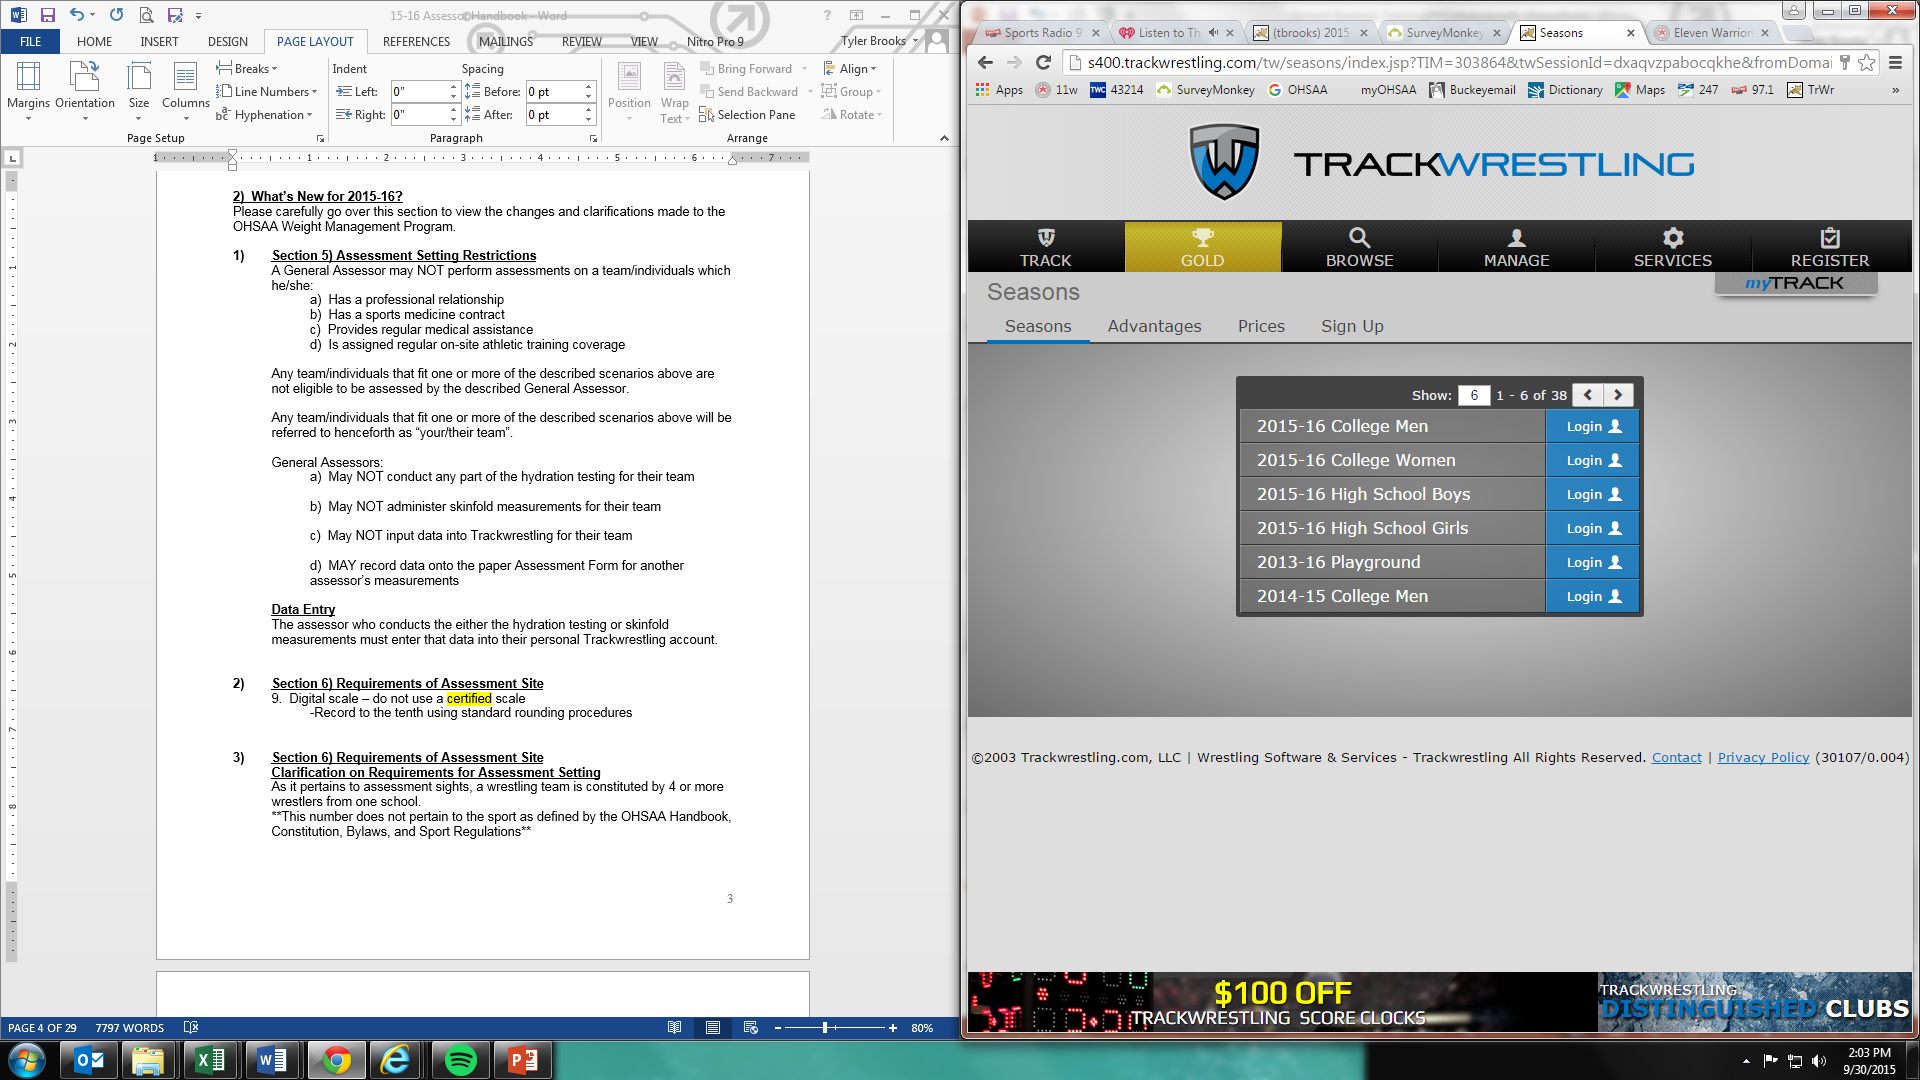 15-16 Assessor Handbook - Word
FILE HOME INSERT DESIGN PAGE LAYOUT REFERENCES MAILINGS REVIEW VIEW Nitro Pro 9 Tyler Brooks
Margins Orientation Size Columns
Breaks
Line Numbers
Hyphenation
Page Setup
Indent Spacing
Left: 0" Before: 0 pt
Right: 0" After: 0 pt
Paragraph
Position Wrap Text
Bring Forward
Send Backward
Selection Pane
Align
Group
Rotate
Arrange
2) What's New for 2015-16?
Please carefully go over this section to view the changes and clarifications made to the
OHSAA Weight Management Program.
1) Section 5) Assessment Setting Restrictions
A General Assessor may NOT perform assessments on a team/individuals which
he/she:
a) Has a professional relationship
b) Has a sports medicine contract
c) Provides regular medical assistance
d) Is assigned regular on-site athletic training coverage
Any team/individuals that fit one or more of the described scenarios above are
not eligible to be assessed by the described General Assessor.
Any team/individuals that fit one or more of the described scenarios above will be
referred to henceforth as "your/their team".
General Assessors:
a) May NOT conduct any part of the hydration testing for their team
b) May NOT administer skinfold measurements for their team
c) May NOT input data into Trackwrestling for their team
d) MAY record data onto the paper Assessment Form for another
assessor's measurements
Data Entry
The assessor who conducts the either the hydration testing or skinfold
measurements must enter that data into their personal Trackwrestling account.
2) Section 6) Requirements of Assessment Site
9. Digital scale – do not use a certified scale
-Record to the tenth using standard rounding procedures
3) Section 6) Requirements of Assessment Site
Clarification on Requirements for Assessment Setting
As it pertains to assessment sights, a wrestling team is constituted by 4 or more
wrestlers from one school.
**This number does not pertain to the sport as defined by the OHSAA Handbook,
Constitution, Bylaws, and Sport Regulations**
3
PAGE 4 OF 29 7797 WORDS 80%
Sports Radio 9 Listen to Th (tbrooks) 2015 SurveyMonkey Seasons Eleven Warrior
s400.trackwrestling.com/tw/seasons/index.jsp?TIM=303864&twSessionId=dxaqvzpabocqkhe&fromDomai
Apps 11w TWC 43214 SurveyMonkey OHSAA myOHSAA Buckeyemail Dictionary Maps 247 97.1 TrWr »
TRACKWRESTLING
TRACK GOLD BROWSE MANAGE SERVICES REGISTER
myTRACK
Seasons
Seasons Advantages Prices Sign Up
Show: 6 1 - 6 of 38
2015-16 College Men Login
2015-16 College Women Login
2015-16 High School Boys Login
2015-16 High School Girls Login
2013-16 Playground Login
2014-15 College Men Login
©2003 Trackwrestling.com, LLC | Wrestling Software & Services - Trackwrestling All Rights Reserved. Contact | Privacy Policy (30107/0.004)
$100 OFF
TRACKWRESTLING SCORE CLOCKS
TRACKWRESTLING
DISTINGUISHED CLUBS
2:03 PM
9/30/2015